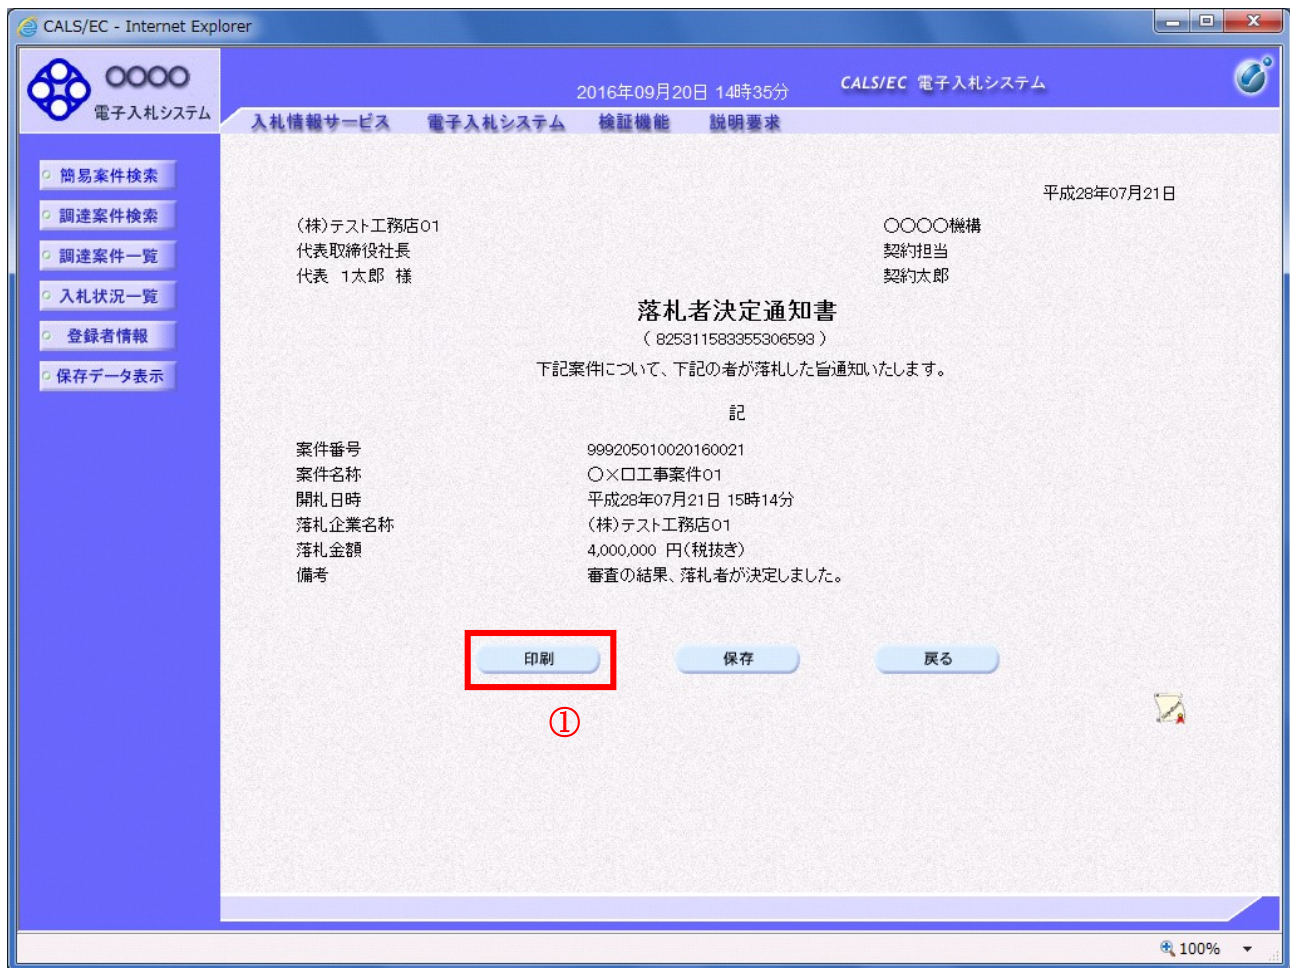 CALS/EC - Internet Explorer
○○○○
電子入札システム
2016年09月20日 14時35分
CALS/EC 電子入札システム
入札情報サービス 電子入札システム 検証機能 説明要求
簡易案件検索
調達案件検索
調達案件一覧
入札状況一覧
登録者情報
保存データ表示
平成28年07月21日
(株)テスト工務店01
代表取締役社長
代表 1太郎 様
○○○○機構
契約担当
契約太郎
落札者決定通知書
( 825311583355306593 )
下記案件について、下記の者が落札した旨通知いたします。
記
案件番号 999205010020160021
案件名称 ○×口工事案件01
開札日時 平成28年07月21日 15時14分
落札企業名称 (株)テスト工務店01
落札金額 4,000,000 円(税抜き)
備考 審査の結果、落札者が決定しました。
印刷 保存 戻る
①
100%